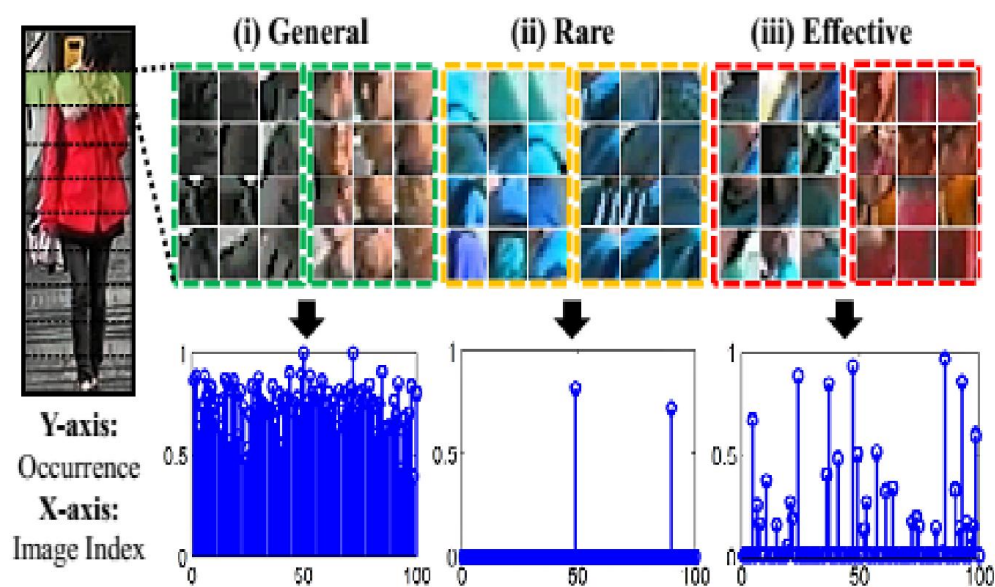 (i) General
(ii) Rare
(iii) Effective
1
0.5
0
0
50
100
1
0.5
0
0
50
100
1
0.5
0
0
50
100
Y-axis:
Occurrence
X-axis:
Image Index